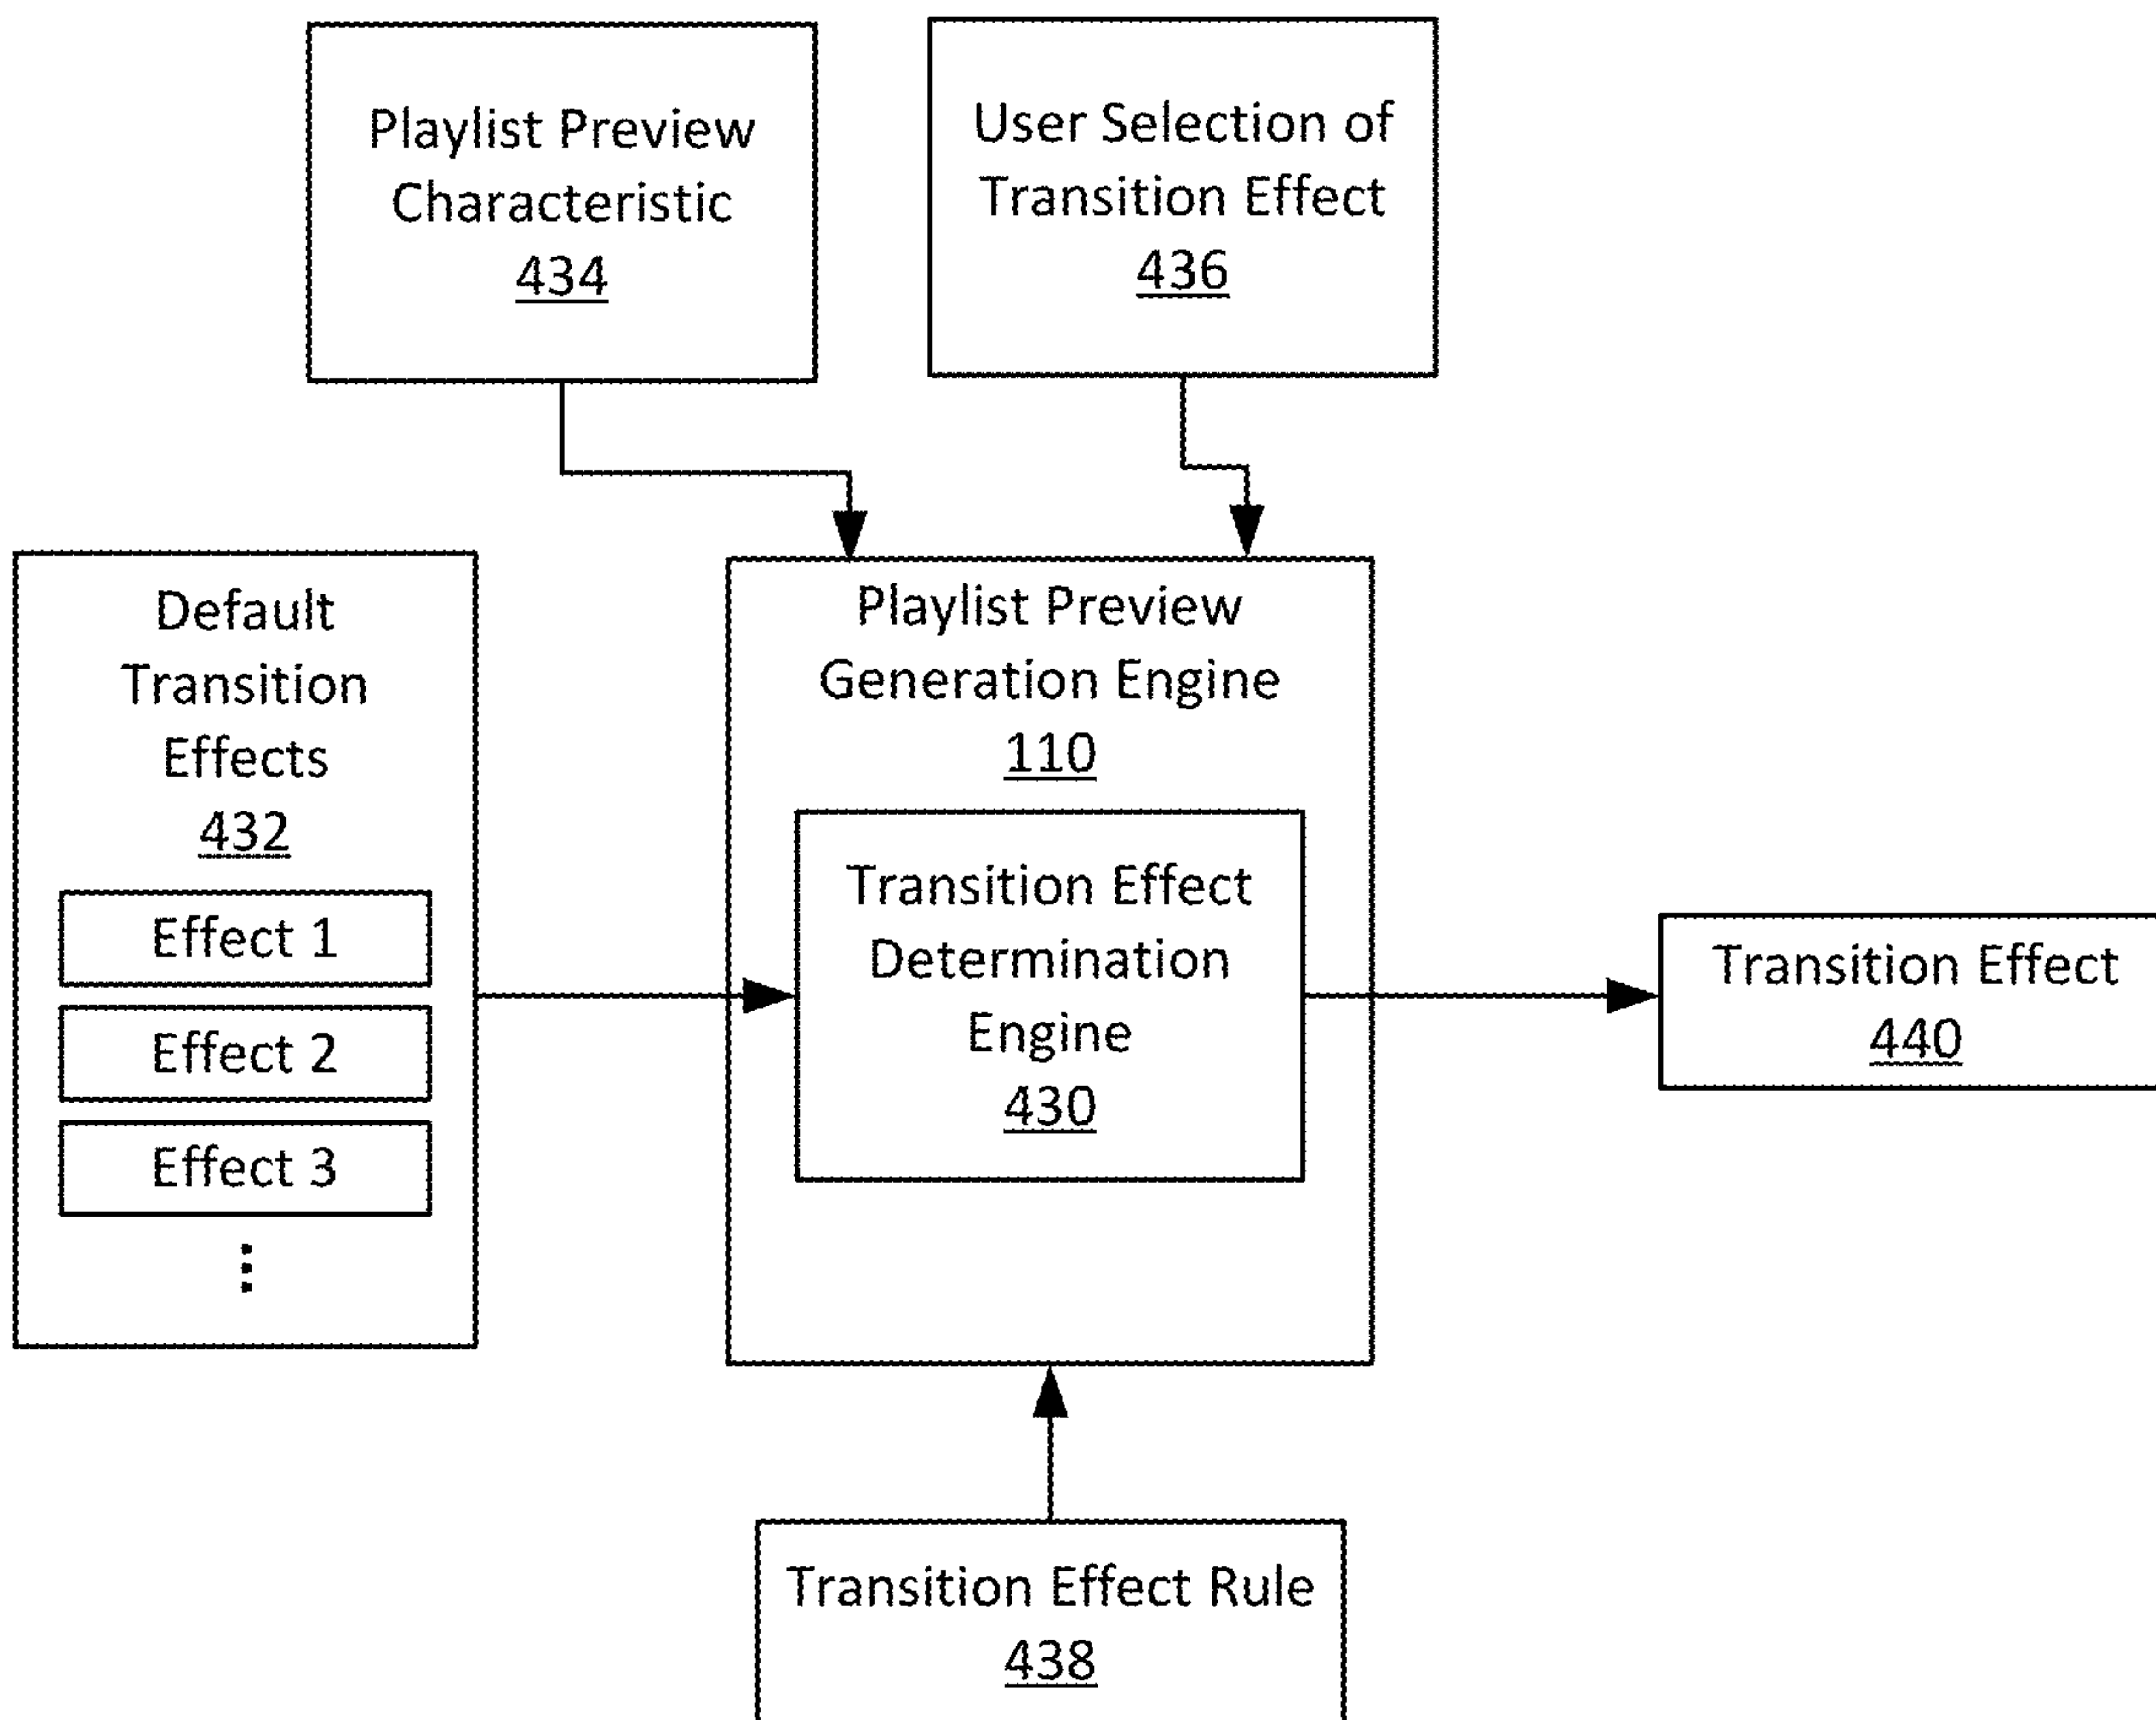 Playlist Preview
Characteristic
434
User Selection of
Transition Effect
436
Default
Transition
Effects
432
Effect 1
Effect 2
Effect 3
Playlist Preview
Generation Engine
110
Transition Effect
Determination
Engine
430
Transition Effect
440
Transition Effect Rule
438